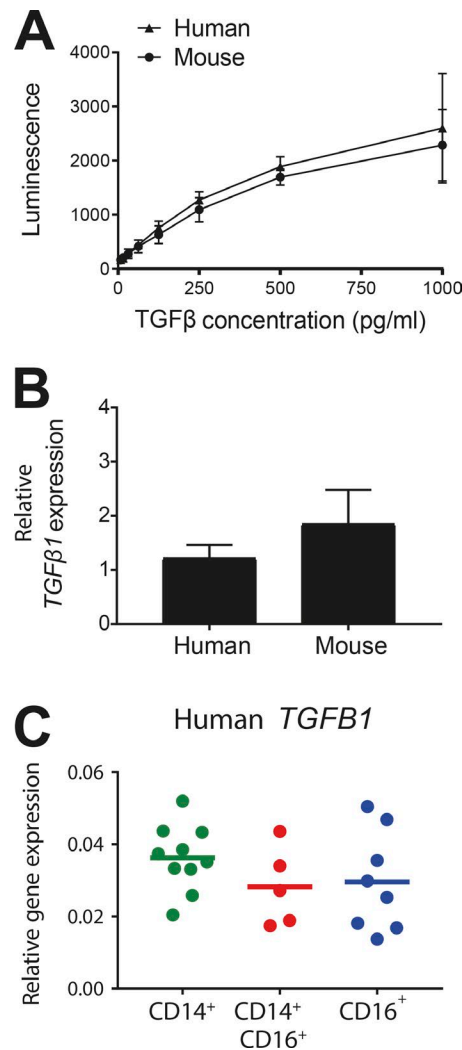 A
Human
Mouse
Luminescence
4000
3000
2000
1000
0
0
250
500
750
1000
TGFβ concentration (pg/ml)
B
Relative
TGFβ1 expression
4
3
2
1
0
Human
Mouse
C
Human TGFB1
Relative gene expression
0.06
0.04
0.02
0.00
CD14+
CD14+
CD16+
CD16+